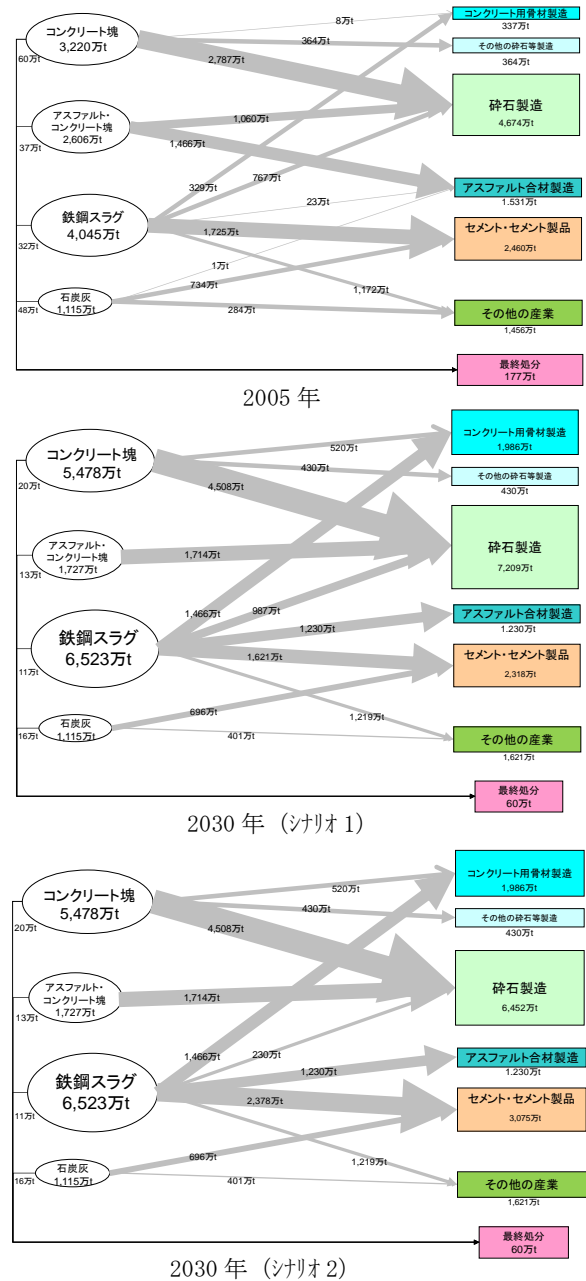 8万t
コンクリート用骨材製造
337万t
コンクリート塊
3,220万t
364万t
その他の砕石等製造
364万t
60万t
2,787万t
砕石製造
4,674万t
アスファルト・
コンクリート塊
2,606万t
1,060万t
37万t
1,466万t
329万t
767万t
アスファルト合材製造
1.531万t
23万t
鉄鋼スラグ
4,045万t
1,725万t
セメント・セメント製品
2,460万t
32万t
1万t
734万t
1,172万t
石炭灰
1,115万t
48万t
284万t
その他の産業
1,456万t
最終処分
177万t
2005 年
コンクリート用骨材製造
1,986万t
520万t
コンクリート塊
5,478万t
430万t
その他の砕石等製造
430万t
20万t
4,508万t
砕石製造
7,209万t
アスファルト・
コンクリート塊
1,727万t
1,714万t
13万t
1,466万t
987万t
アスファルト合材製造
1.230万t
1,230万t
鉄鋼スラグ
6,523万t
1,621万t
セメント・セメント製品
2,318万t
11万t
696万t
1,219万t
石炭灰
1,115万t
16万t
401万t
その他の産業
1,621万t
最終処分
60万t
2030 年 (シナリオ 1)
コンクリート用骨材製造
1,986万t
520万t
コンクリート塊
5,478万t
430万t
その他の砕石等製造
430万t
20万t
4,508万t
砕石製造
6,452万t
アスファルト・
コンクリート塊
1,727万t
1,714万t
13万t
1,466万t
230万t
アスファルト合材製造
1.230万t
1,230万t
鉄鋼スラグ
6,523万t
2,378万t
セメント・セメント製品
3,075万t
11万t
696万t
1,219万t
石炭灰
1,115万t
16万t
401万t
その他の産業
1,621万t
最終処分
60万t
2030 年 (シナリオ 2)